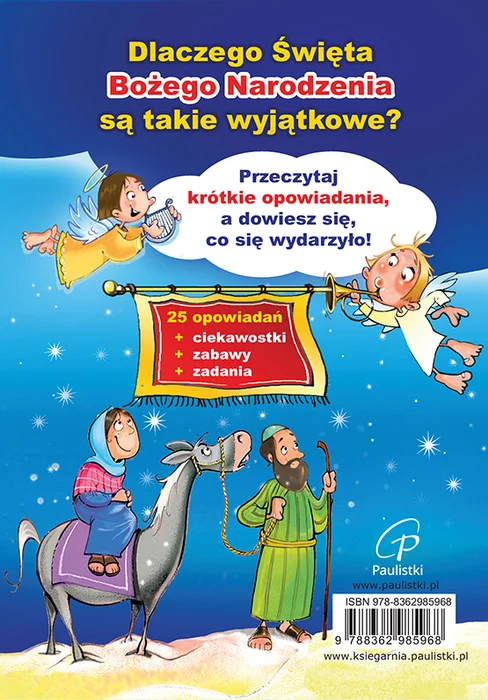 Dlaczego Święta
Bożego Narodzenia
są takie wyjątkowe?
Przeczytaj
krótkie opowiadania,
a dowiesz się,
co się wydarzyło!
25 opowiadań
+ ciekawostki
+ zabawy
+ zadania
Paulistki
www.paulistki.pl
ISBN 978-8362985968
9 788362 985968
www.ksiegarnia.paulistki.pl